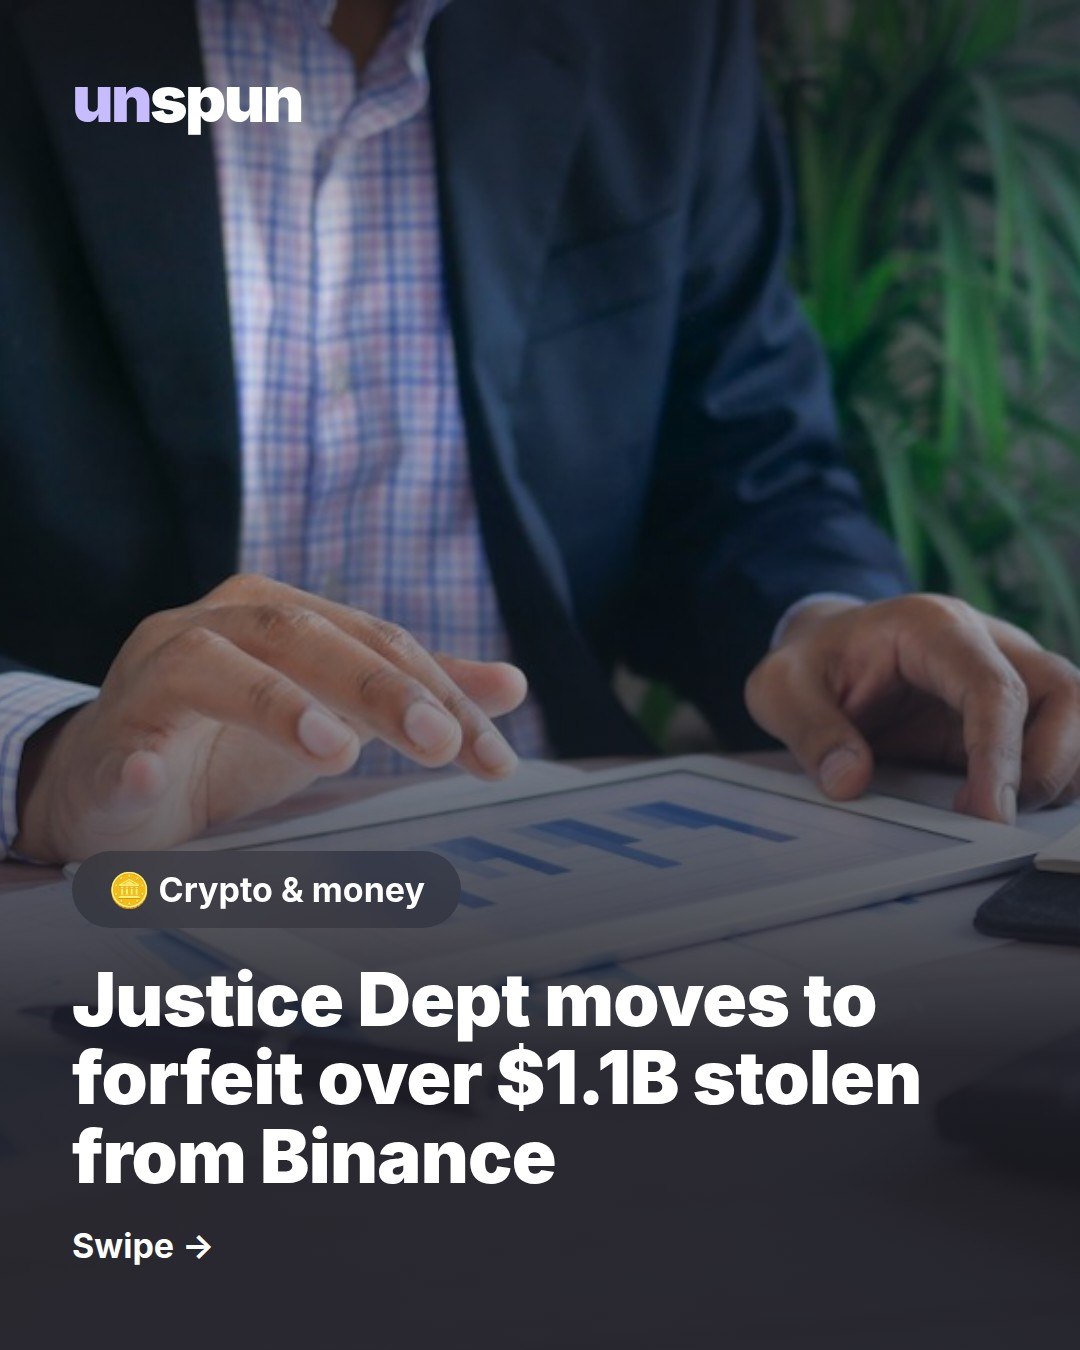 unspun
🪙 Crypto & money
Justice Dept moves to
forfeit over $1.1B stolen
from Binance
Swipe →